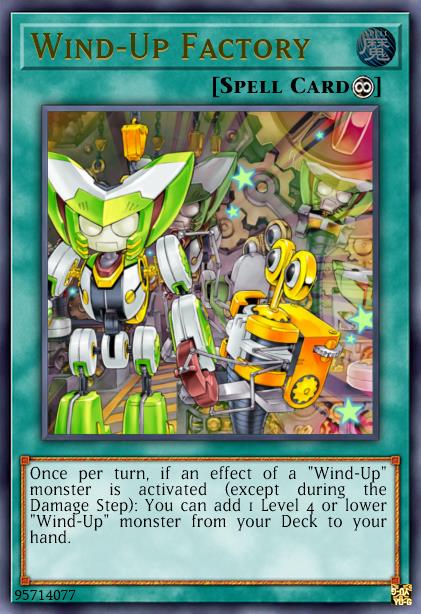 Wind-Up Factory
[Spell Card]
Once per turn, if an effect of a "Wind-Up"
monster is activated (except during the
Damage Step): You can add 1 Level 4 or lower
"Wind-Up" monster from your Deck to your
hand.
95714077